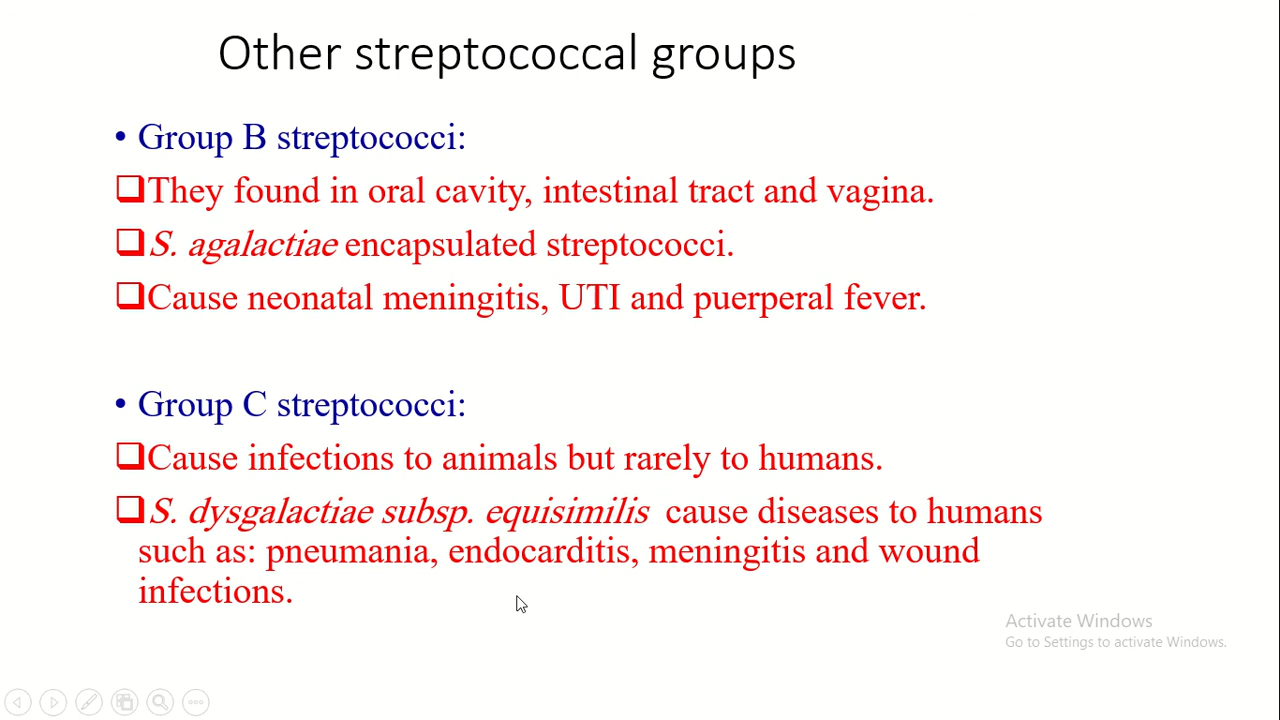 Other streptococcal groups
• Group B streptococci:
❑They found in oral cavity, intestinal tract and vagina.
❑S. agalactiae encapsulated streptococci.
❑Cause neonatal meningitis, UTI and puerperal fever.
• Group C streptococci:
❑Cause infections to animals but rarely to humans.
❑S. dysgalactiae subsp. equisimilis cause diseases to humans
such as: pneumania, endocarditis, meningitis and wound
infections.
Activate Windows
Go to Settings to activate Windows.